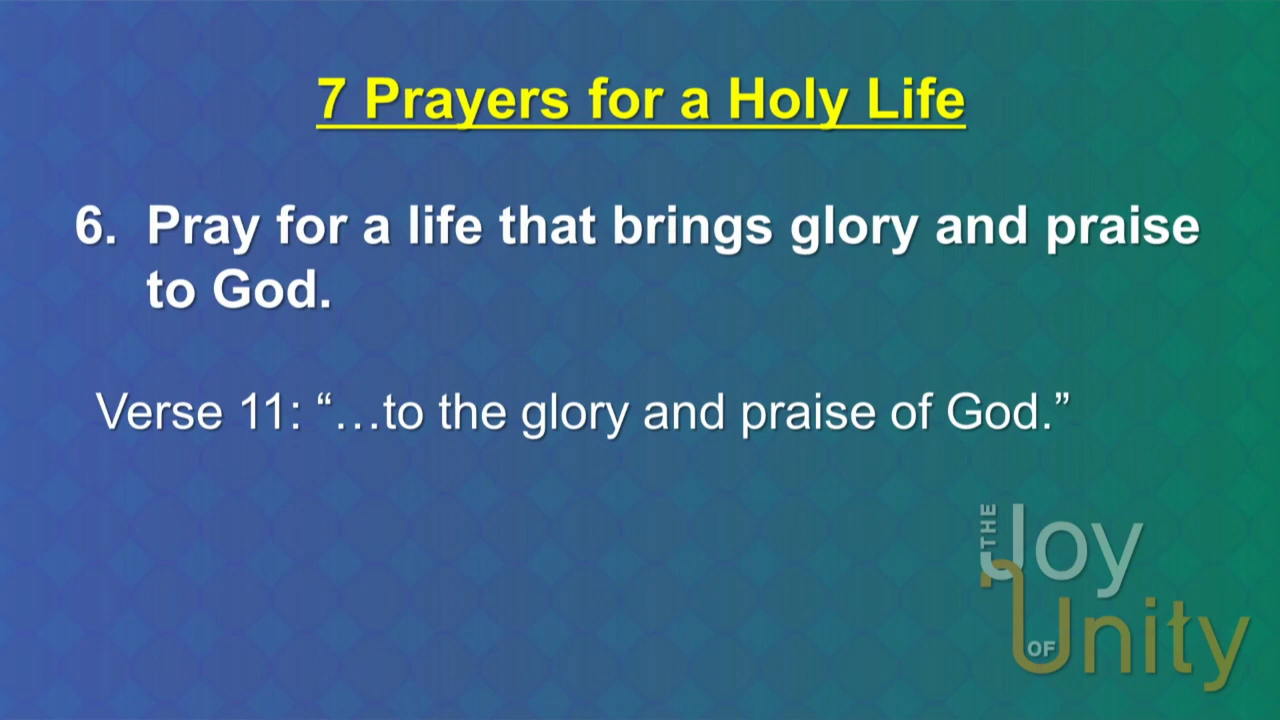 7 Prayers for a Holy Life
6. Pray for a life that brings glory and praise
to God.
Verse 11: “…to the glory and praise of God.”
THE Joy
OF Unity